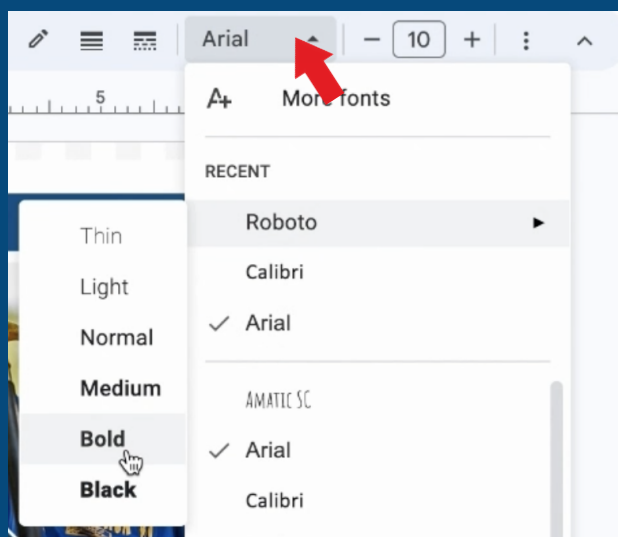 Arial
10
5
More fonts
RECENT
Roboto
Calibri
Arial
Thin
Light
Normal
Medium
Bold
Black
AMATIC SC
Arial
Calibri